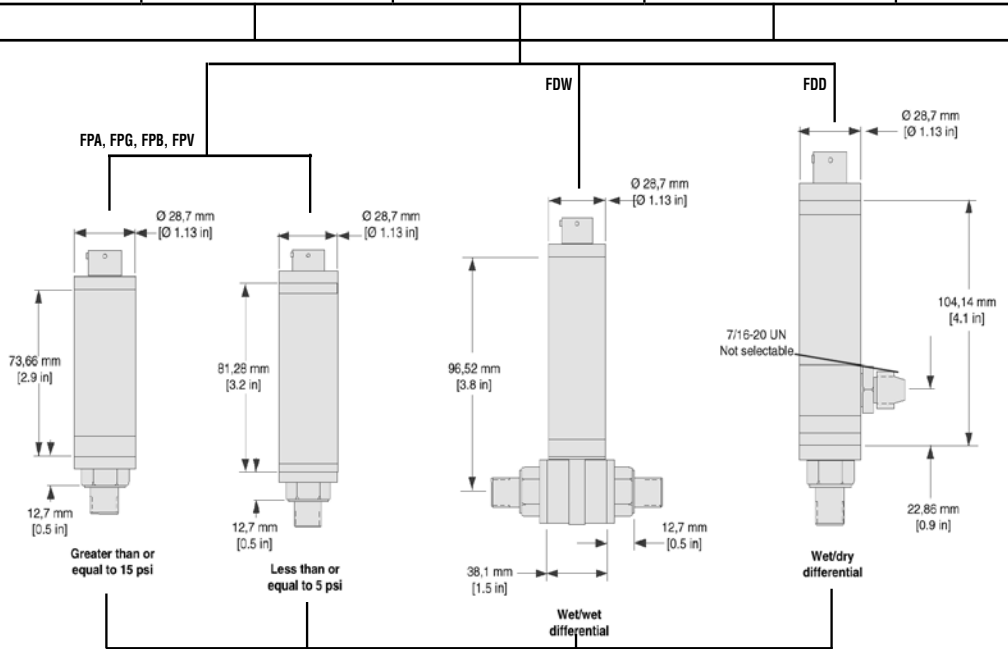 FDW
FDD
FPA, FPG, FPB, FPV
Ø 28,7 mm
[Ø 1.13 in]
Ø 28,7 mm
[Ø 1.13 in]
Ø 28,7 mm
[Ø 1.13 in]
Ø 28,7 mm
[Ø 1.13 in]
73,66 mm
[2.9 in]
81,28 mm
[3.2 in]
96,52 mm
[3.8 in]
7/16-20 UN
Not selectable
104,14 mm
[4.1 in]
12,7 mm
[0.5 in]
12,7 mm
[0.5 in]
12,7 mm
[0.5 in]
22,86 mm
[0.9 in]
38,1 mm
[1.5 in]
Greater than or
equal to 15 psi
Less than or
equal to 5 psi
Wet/wet
differential
Wet/dry
differential